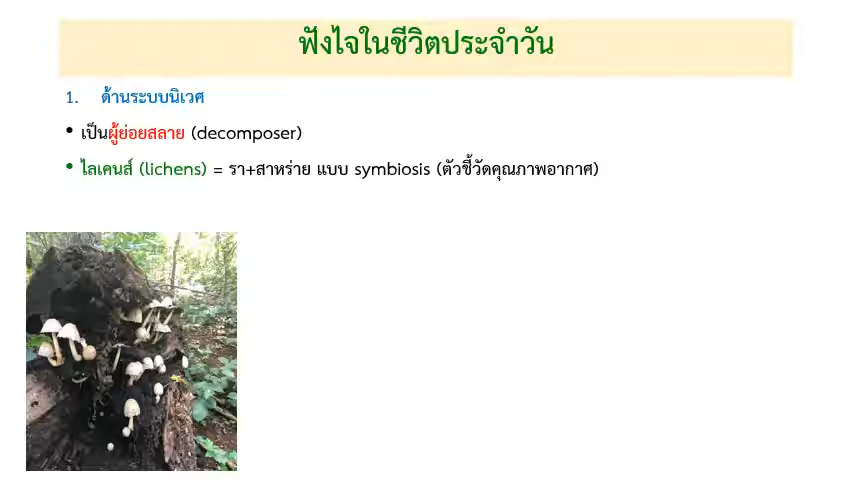 ฟังไจในชีวิตประจำวัน
1. ด้านระบบนิเวศ
• เป็นผู้ย่อยสลาย (decomposer)
• ไลเคนส์ (lichens) = รา+สาหร่าย แบบ symbiosis (ตัวชี้วัดคุณภาพอากาศ)